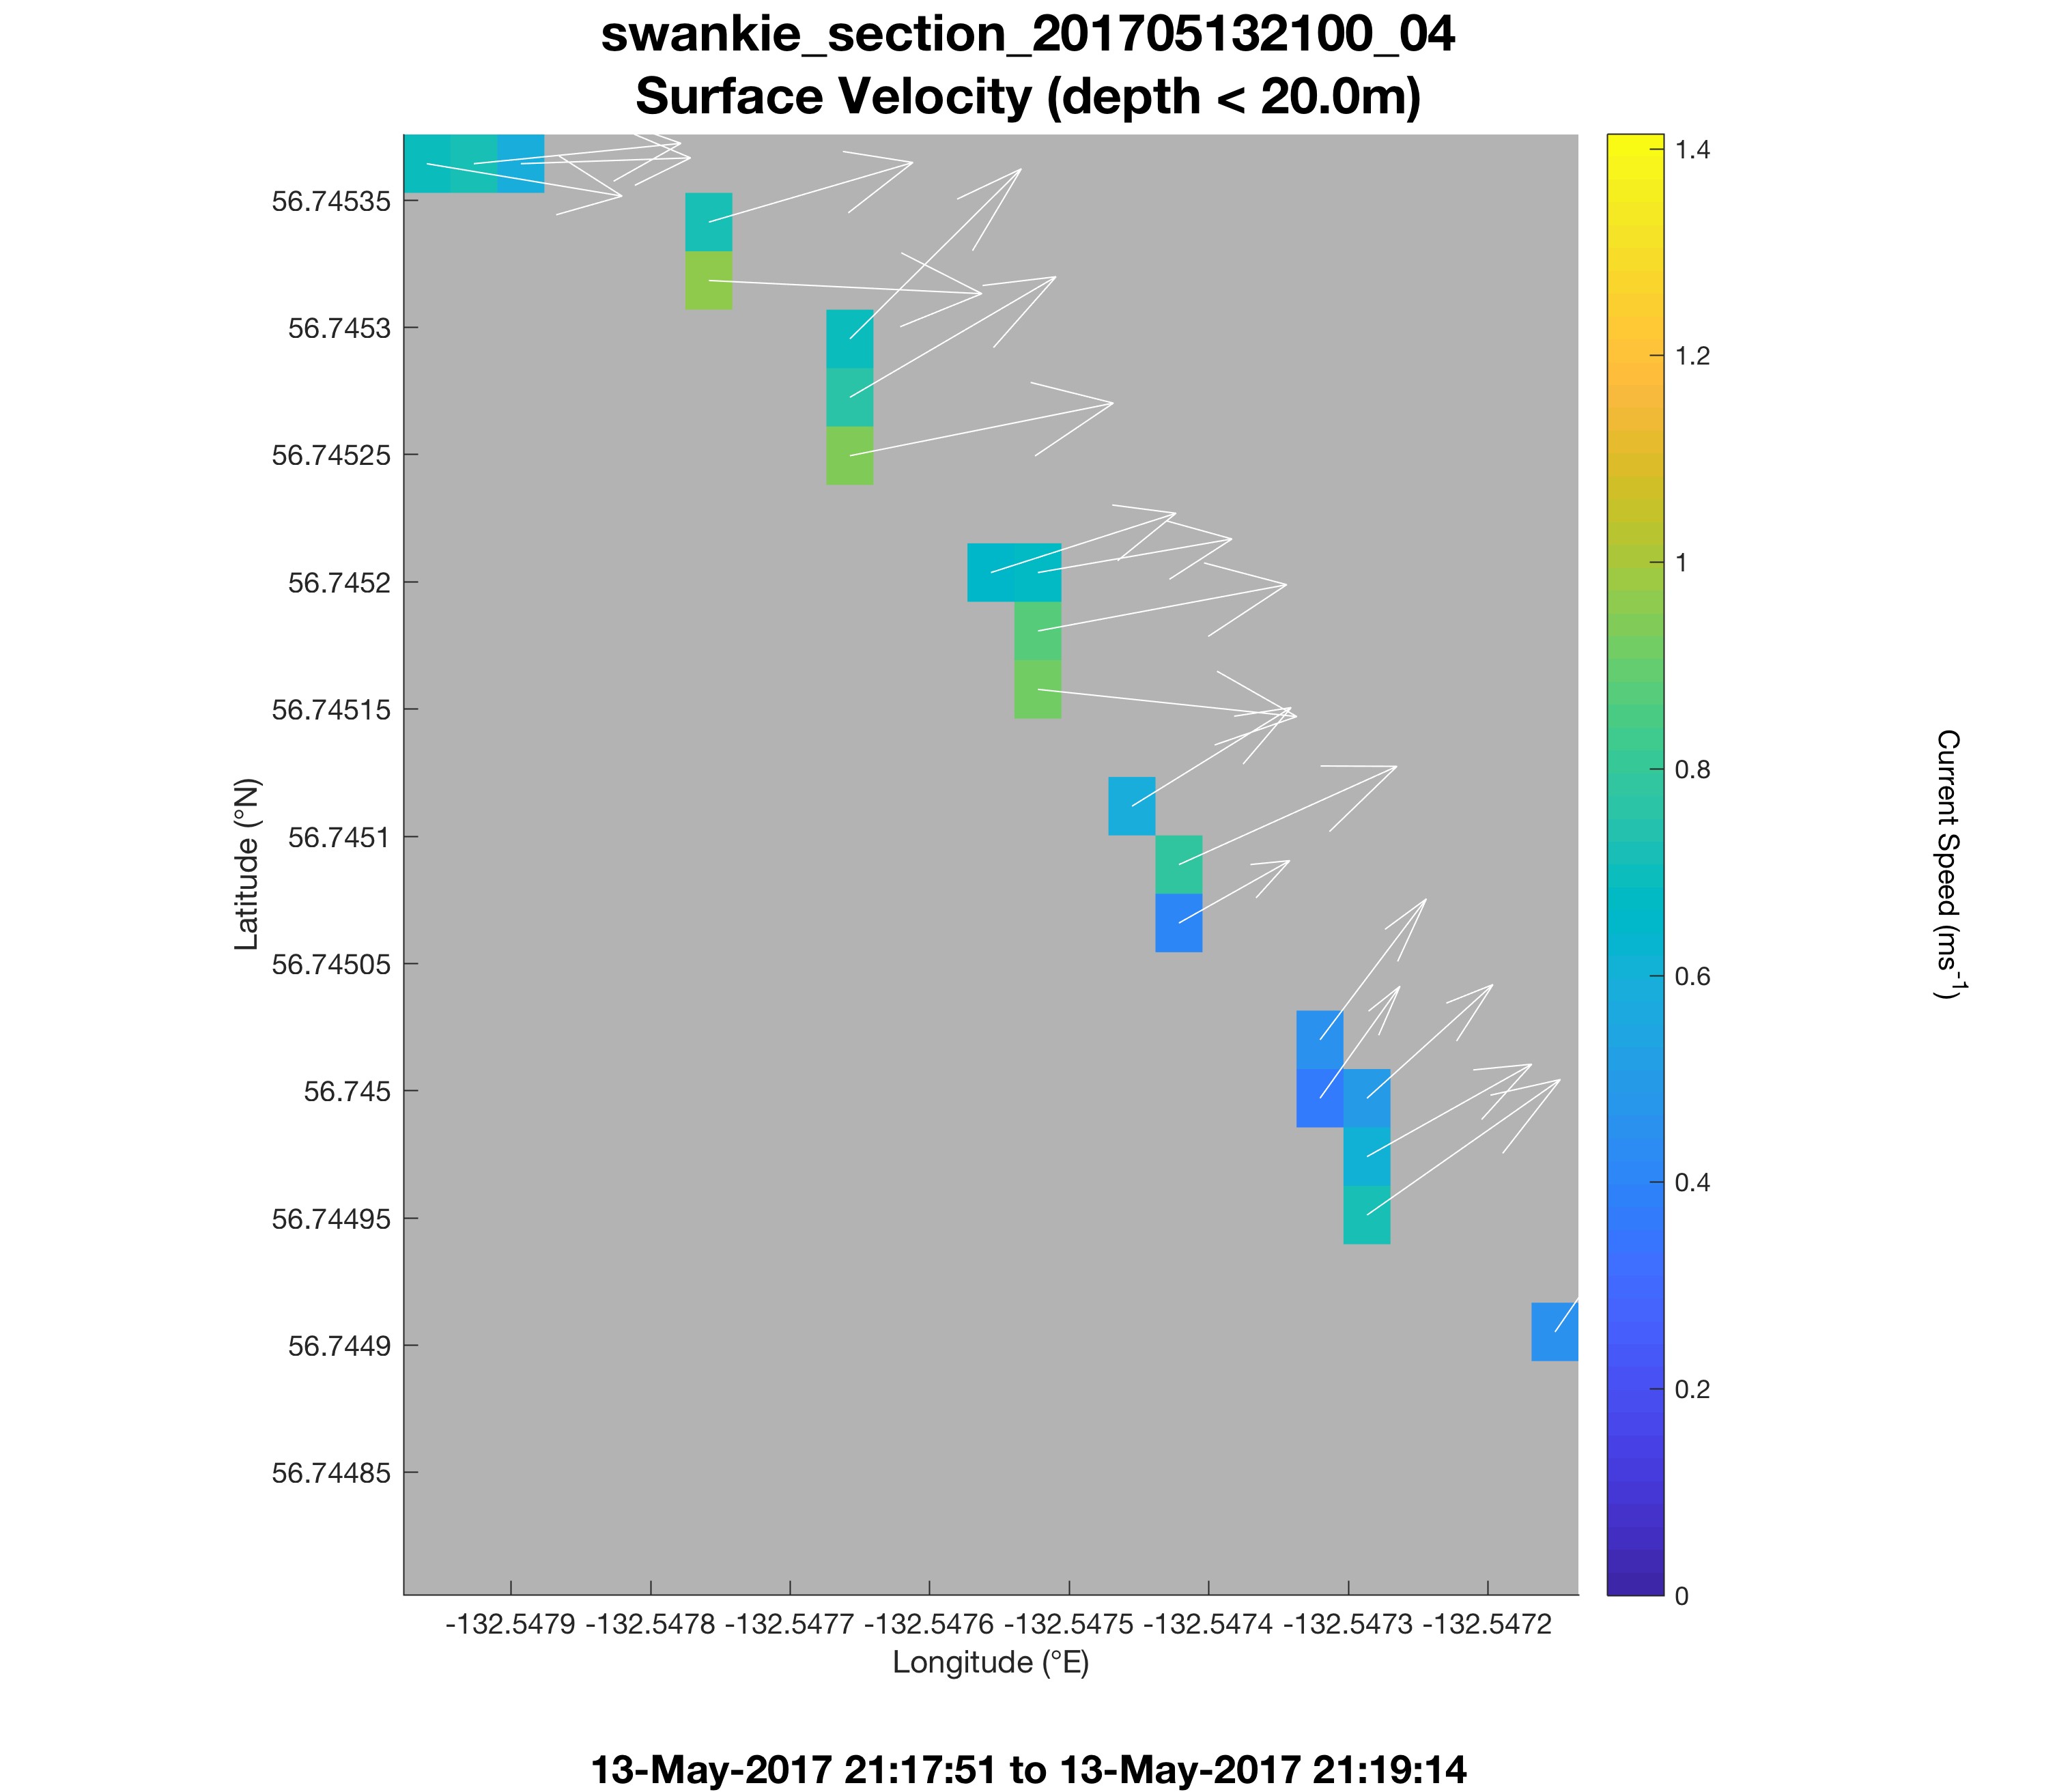 swankie_section_201705132100_04
Surface Velocity (depth < 20.0m)
56.74535
56.7453
56.74525
56.7452
56.74515
56.7451
56.74505
56.745
56.74495
56.7449
56.74485
Latitude (°N)
-132.5479 -132.5478 -132.5477 -132.5476 -132.5475 -132.5474 -132.5473 -132.5472
Longitude (°E)
1.4
1.2
1
0.8
0.6
0.4
0.2
0
Current Speed (ms⁻¹)
13-May-2017 21:17:51 to 13-May-2017 21:19:14